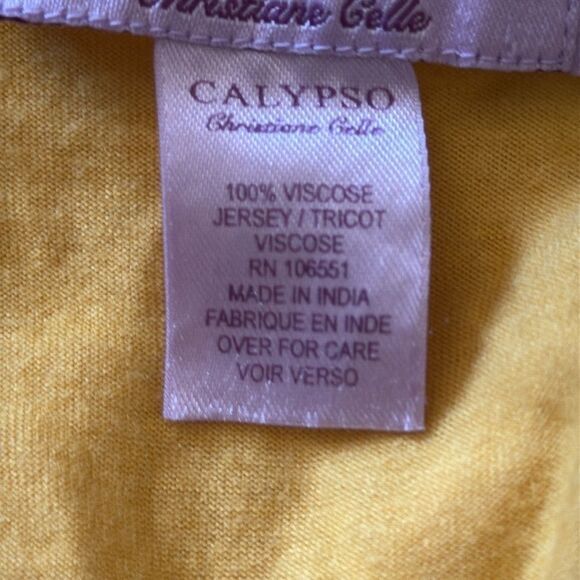 Christiane Celle
CALYPSO
Christiane Celle
100% VISCOSE
JERSEY / TRICOT
VISCOSE
RN 106551
MADE IN INDIA
FABRIQUE EN INDE
OVER FOR CARE
VOIR VERSO